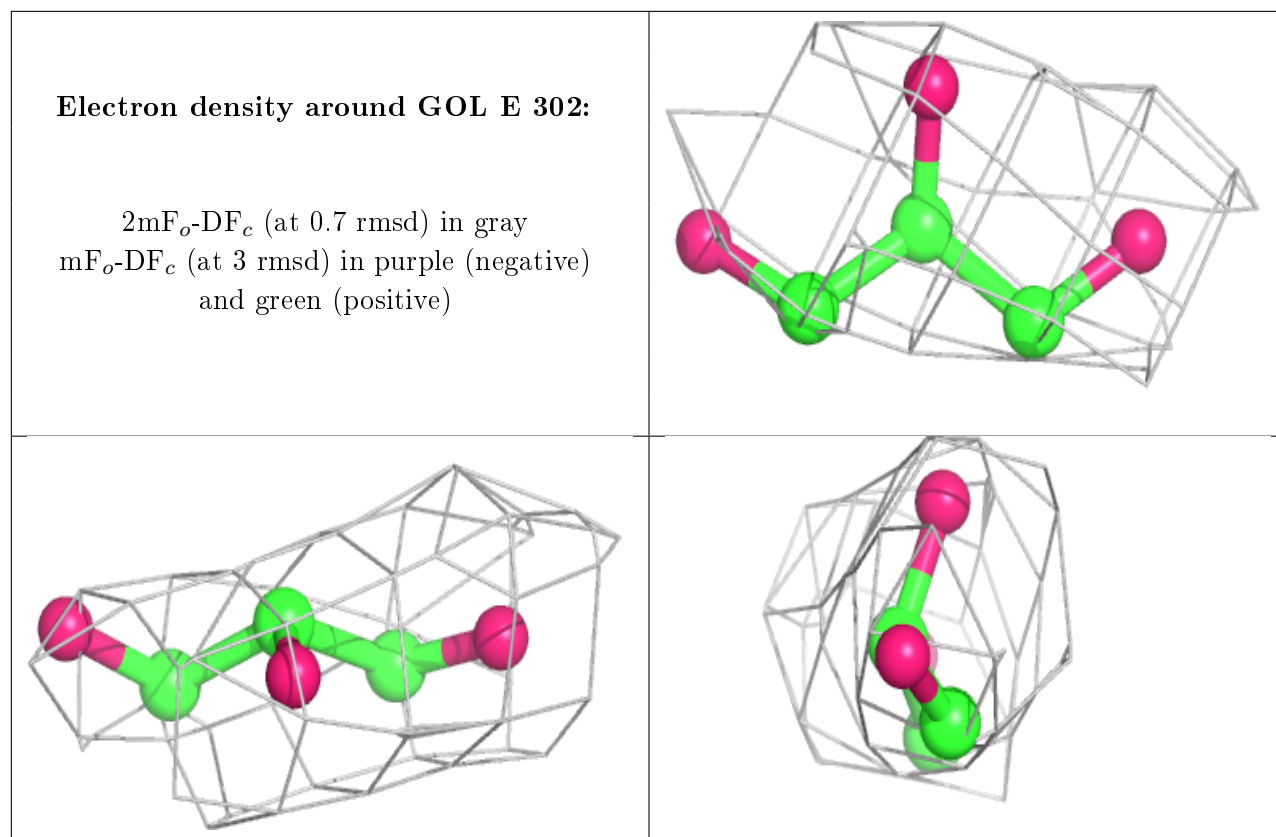 Electron density around GOL E 302:
2mFₒ-DF𝒸 (at 0.7 rmsd) in gray
mFₒ-DF𝒸 (at 3 rmsd) in purple (negative)
and green (positive)